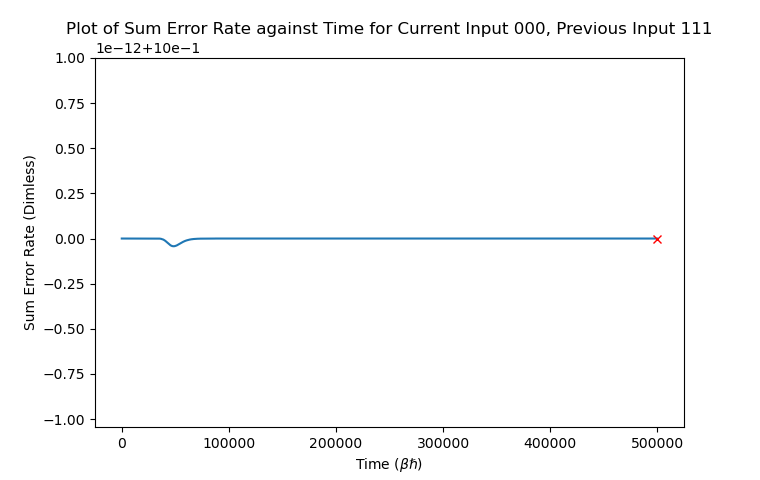 Plot of Sum Error Rate against Time for Current Input 000, Previous Input 111
1e−12+10e−1
1.00
0.75
0.50
0.25
0.00
−0.25
−0.50
−0.75
−1.00
Sum Error Rate (Dimless)
0 100000 200000 300000 400000 500000
Time (βℏ)